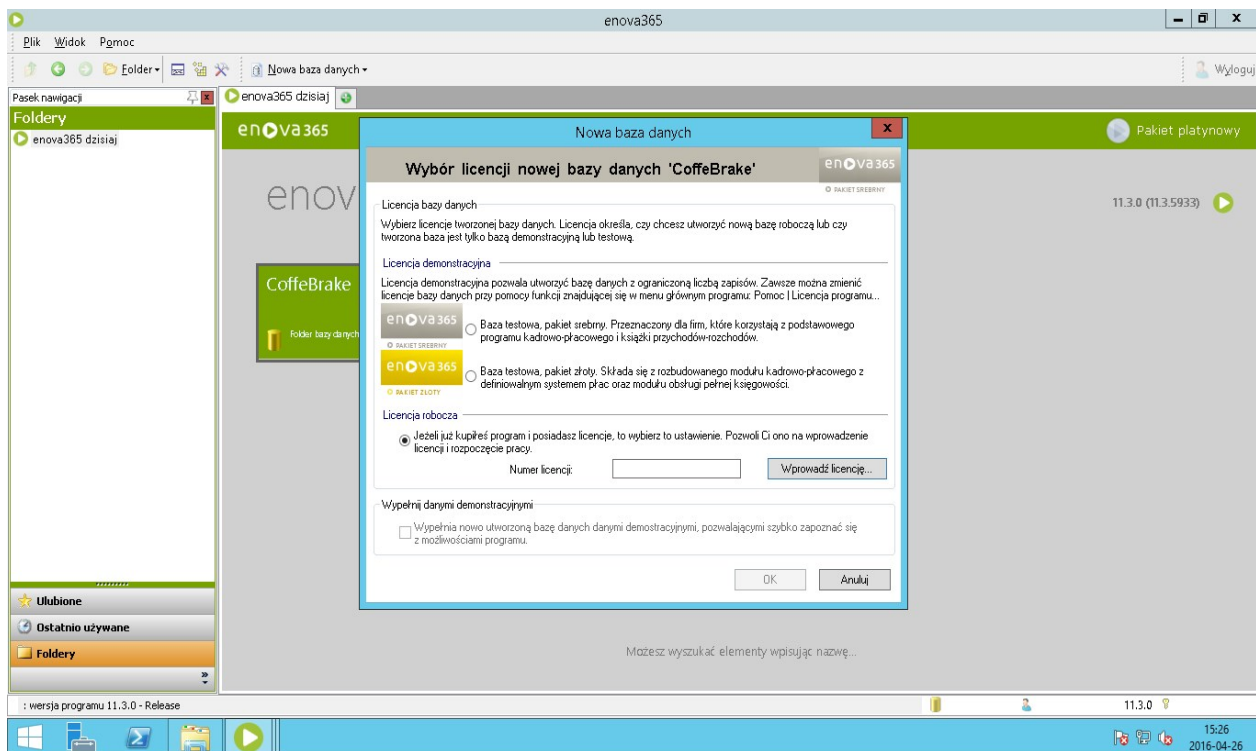 enova365
Plik Widok Pomoc
Folder Nowa baza danych Wyloguj
Pasek nawigacji
enova365 dzisiaj
Foldery
enova365 dzisiaj
enova365
Pakiet platynowy
enov
11.3.0 (11.3.5933)
CoffeBrake
Folder bazy danych
Nowa baza danych
x
Wybór licencji nowej bazy danych 'CoffeBrake'
enova365
PAKIET SREBRNY
Licencja bazy danych
Wybierz licencje tworzonej bazy danych. Licencja określa, czy chcesz utworzyć nową bazę roboczą lub czy
tworzona baza jest tylko bazą demonstracyjną lub testową.
Licencja demonstracyjna
Licencja demonstracyjna pozwala utworzyć bazę danych z ograniczoną liczbą zapisów. Zawsze można zmienić
licencje bazy danych przy pomocy funkcji znajdującej się w menu głównym programu: Pomoc | Licencja programu...
enova365
PAKIET SREBRNY
Baza testowa, pakiet srebrny. Przeznaczony dla firm, które korzystają z podstawowego
programu kadrowo-płacowego i książki przychodów-rozchodów.
enova365
PAKIET ZŁOTY
Baza testowa, pakiet złoty. Składa się z rozbudowanego modułu kadrowo-płacowego z
definiowalnym systemem płac oraz modułu obsługi pełnej księgowości.
Licencja robocza
Jeżeli już kupiłeś program i posiadasz licencje, to wybierz to ustawienie. Pozwoli Ci ono na wprowadzenie
licencji i rozpoczęcie pracy.
Numer licencji:
Wprowadź licencję...
Wypełnij danymi demonstracyjnymi
Wypełnia nowo utworzoną bazę danych danymi demostracyjnymi, pozwalającymi szybko zapoznać się
z możliwościami programu.
OK
Anuluj
Ulubione
Ostatnio używane
Foldery
Możesz wyszukać elementy wpisując nazwę...
: wersja programu 11.3.0 - Release
11.3.0
15:26
2016-04-26